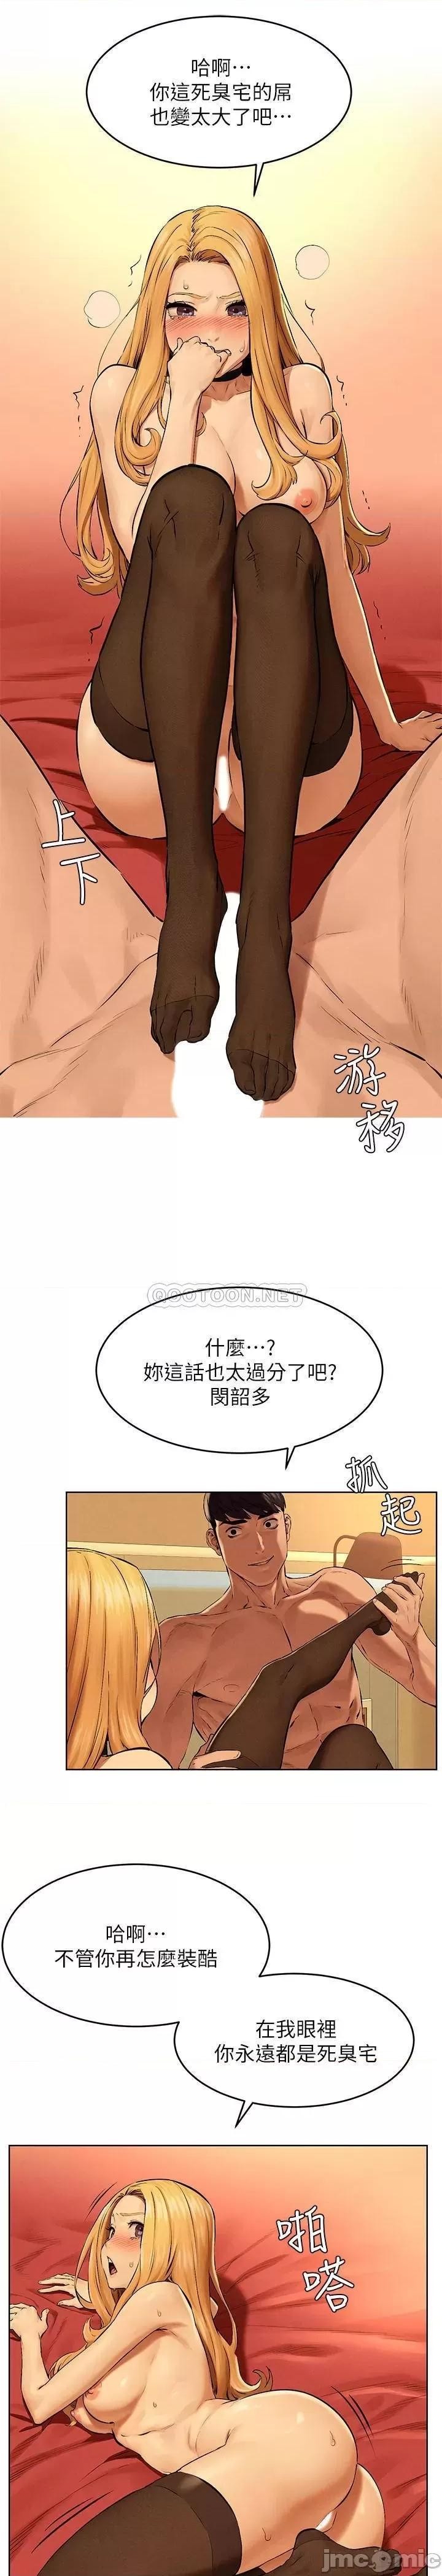 哈啊…
你這死臭宅的屌
也變太大了吧…
上下
游移
QOOTOON.NET
什麼…?
妳這話也太過分了吧?
閔韶多
抓起
哈啊…
不管你再怎麼裝酷
在我眼裡
你永遠都是死臭宅
啪嗒
jmcomic